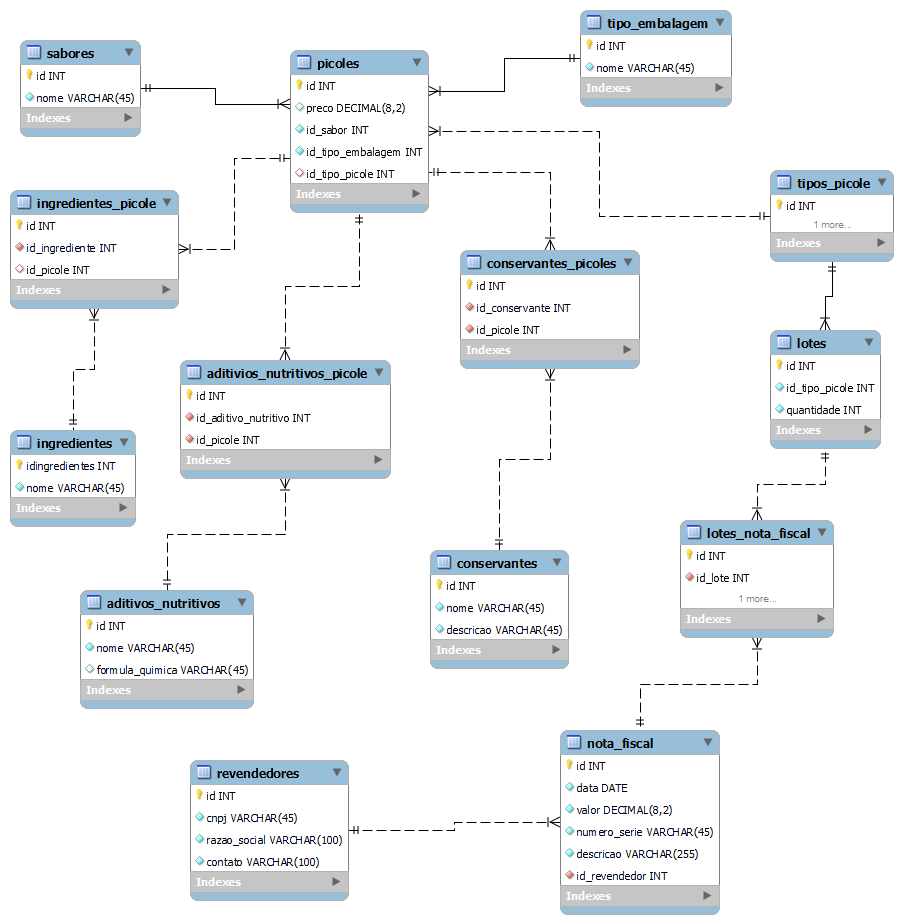 sabores
id INT
nome VARCHAR(45)
Indexes
picoles
id INT
preco DECIMAL(8,2)
id_sabor INT
id_tipo_embalagem INT
id_tipo_picole INT
Indexes
tipo_embalagem
id INT
nome VARCHAR(45)
Indexes
tipos_picole
id INT
1 more...
Indexes
ingredientes_picole
id INT
id_ingrediente INT
id_picole INT
Indexes
conservantes_picoles
id INT
id_conservante INT
id_picole INT
Indexes
lotes
id INT
id_tipo_picole INT
quantidade INT
Indexes
aditivios_nutritivos_picole
id INT
id_aditivo_nutritivo INT
id_picole INT
Indexes
ingredientes
idingredientes INT
nome VARCHAR(45)
Indexes
lotes_nota_fiscal
id INT
id_lote INT
1 more...
Indexes
conservantes
id INT
nome VARCHAR(45)
descricao VARCHAR(45)
Indexes
aditivos_nutritivos
id INT
nome VARCHAR(45)
formula_quimica VARCHAR(45)
Indexes
nota_fiscal
id INT
data DATE
valor DECIMAL(8,2)
numero_serie VARCHAR(45)
descricao VARCHAR(255)
id_revendedor INT
Indexes
revendedores
id INT
cnpj VARCHAR(45)
razao_social VARCHAR(100)
contato VARCHAR(100)
Indexes